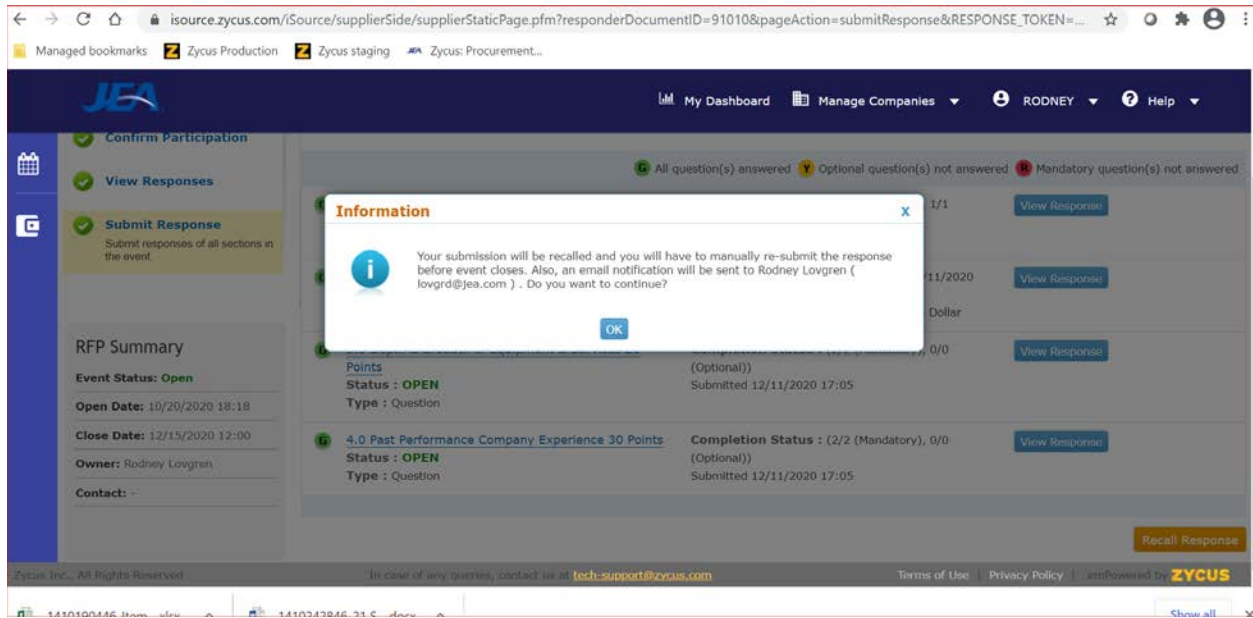 isource.zycus.com/iSource/supplierSide/supplierStaticPage.pfm?responderDocumentID=91010&pageAction=submitResponse&RESPONSE_TOKEN=...
Managed bookmarks Zycus Production Zycus staging Zycus: Procurement...
JEA My Dashboard Manage Companies RODNEY Help
Confirm Participation
G All question(s) answered Y Optional question(s) not answered R Mandatory question(s) not answered
View Responses
Submit Response
Submit responses of all sections in
the event.
Information X
Your submission will be recalled and you will have to manually re-submit the response
before event closes. Also, an email notification will be sent to Rodney Lovgren (
lovgrd@jea.com ) . Do you want to continue?
OK
1/1 View Response
/11/2020 View Response
Dollar
RFP Summary
Event Status: Open
Open Date: 10/20/2020 18:18
Close Date: 12/15/2020 12:00
Owner: Rodney Lovgren
Contact: -
0/0 View Response
Points (Optional))
Status : OPEN Submitted 12/11/2020 17:05
Type : Question
G 4.0 Past Performance Company Experience 30 Points Completion Status : (2/2 (Mandatory), 0/0 View Response
Status : OPEN (Optional))
Type : Question Submitted 12/11/2020 17:05
Recall Response
Zycus Inc., All Rights Reserved In case of any queries, contact us at tech-support@zycus.com Terms of Use | Privacy Policy | emPowered by ZYCUS
Show all X